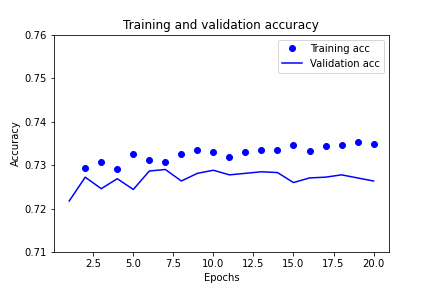 Training and validation accuracy
0.76
Training acc
Validation acc
0.75
0.74
Accuracy
0.73
0.72
0.71
2.5 5.0 7.5 10.0 12.5 15.0 17.5 20.0
Epochs